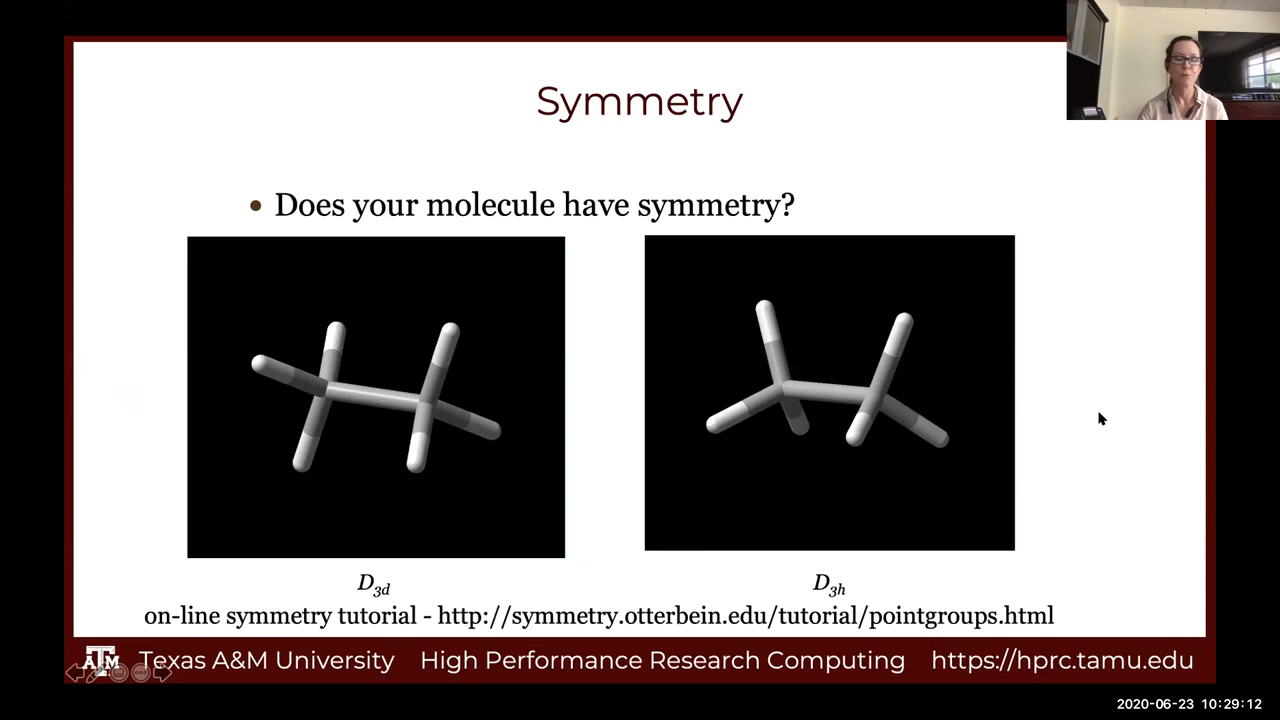 Symmetry
• Does your molecule have symmetry?
D3d
D3h
on-line symmetry tutorial - http://symmetry.otterbein.edu/tutorial/pointgroups.html
ATM Texas A&M University High Performance Research Computing https://hprc.tamu.edu
2020-06-23 10:29:12